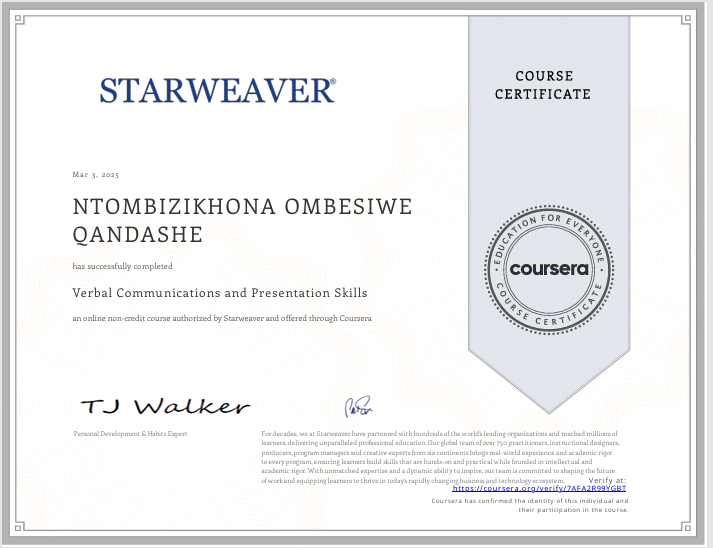 STARWEAVER®
COURSE
CERTIFICATE
Mar 3, 2025
NTOMBIZIKHONA OMBESIWE
QANDASHE
has successfully completed
Verbal Communications and Presentation Skills
an online non-credit course authorized by Starweaver and offered through Coursera
EDUCATION FOR EVERYONE
coursera
COURSE CERTIFICATE
TJ Walker
Personal Development & Habits Expert
For decades, we at Starweaver have partnered with hundreds of the world's leading organizations and reached millions of
learners, delivering unparalleled professional education. Our global team of over 750 practitioners, instructional designers,
producers, program managers and creative experts from six continents brings real-world experience and academic rigor
to every program, ensuring learners build skills that are hands-on and practical while founded in intellectual and
academic rigor. With unmatched expertise and a dynamic ability to inspire, our team is committed to shaping the future
of work and equipping learners to thrive in today's rapidly changing business and technology ecosystem.
Verify at:
https://coursera.org/verify/7AFA2R99YGBT
Coursera has confirmed the identity of this individual and
their participation in the course.